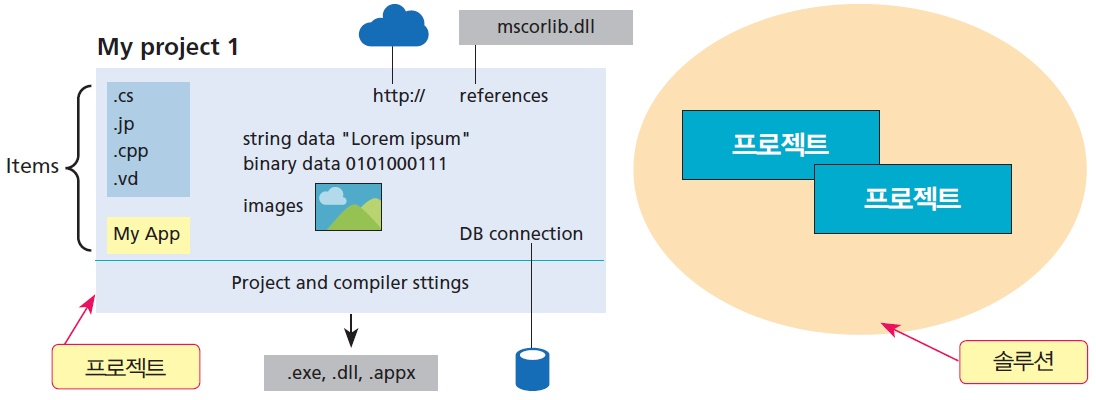 mscorlib.dll
My project 1
http://
references
Items
.cs
.jp
.cpp
.vd
string data "Lorem ipsum"
binary data 0101000111
images
My App
DB connection
Project and compiler sttings
프로젝트
.exe, .dll, .appx
프로젝트
프로젝트
솔루션